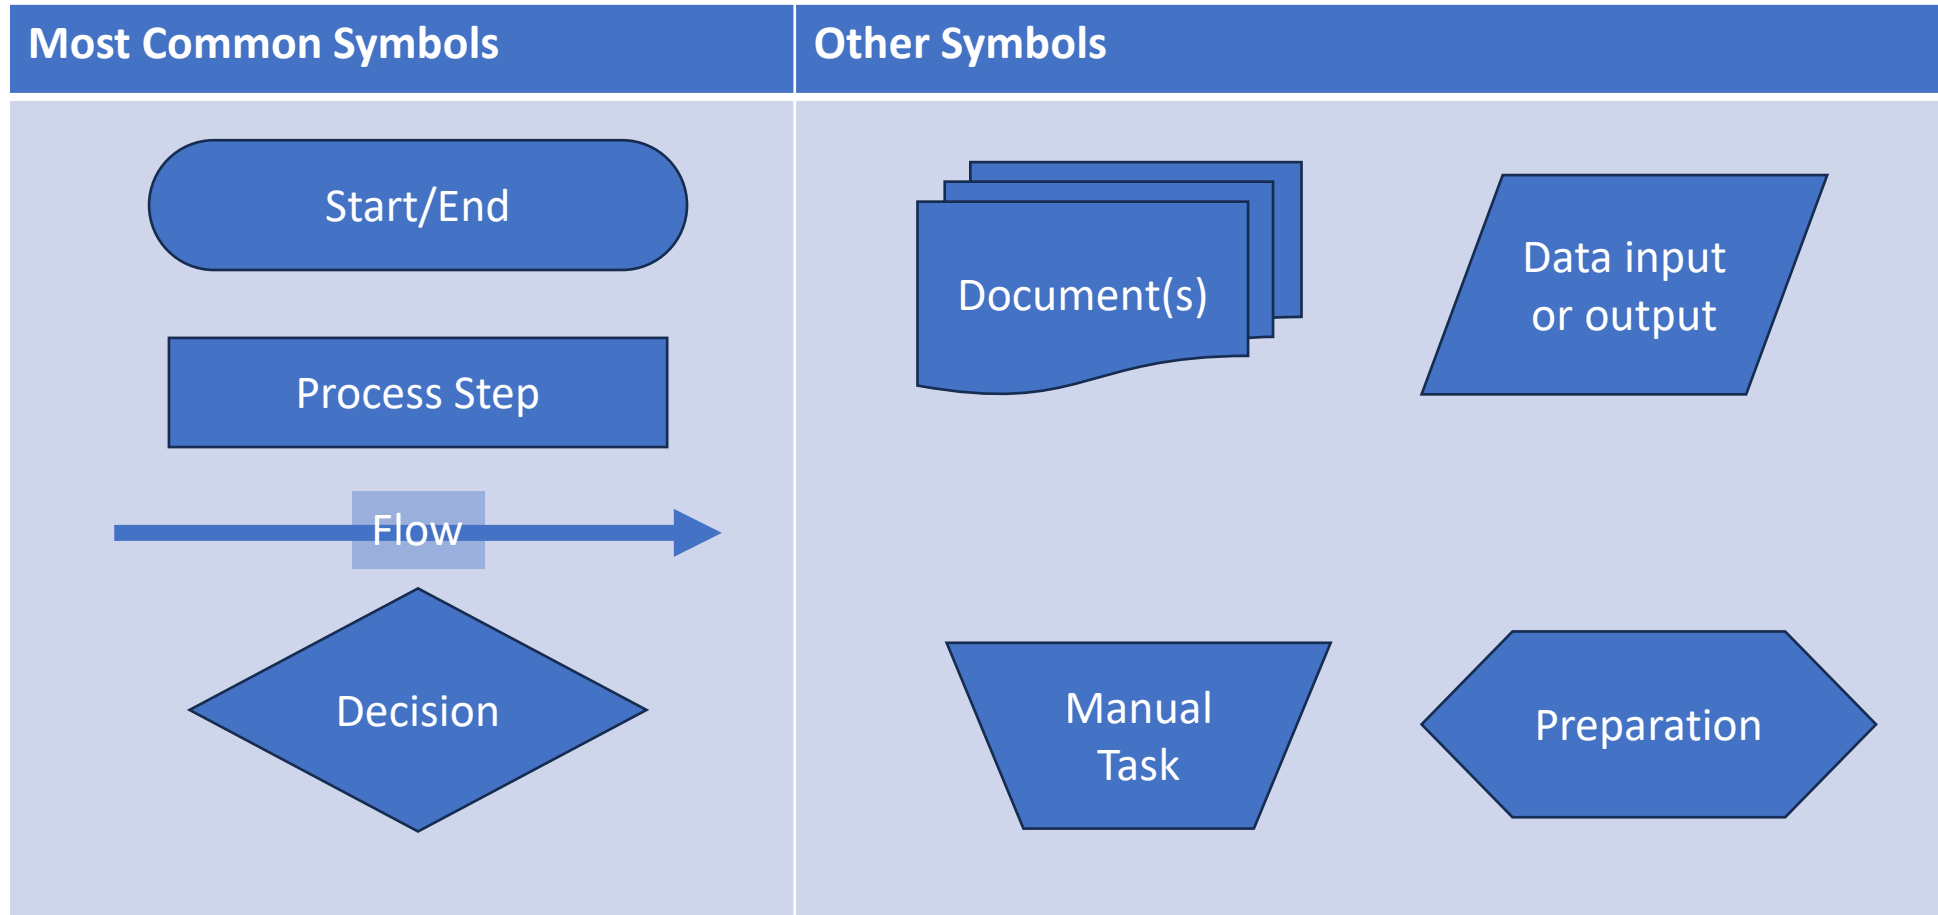 Most Common Symbols
Other Symbols
Start/End
Process Step
Flow
Decision
Document(s)
Data input
or output
Manual
Task
Preparation